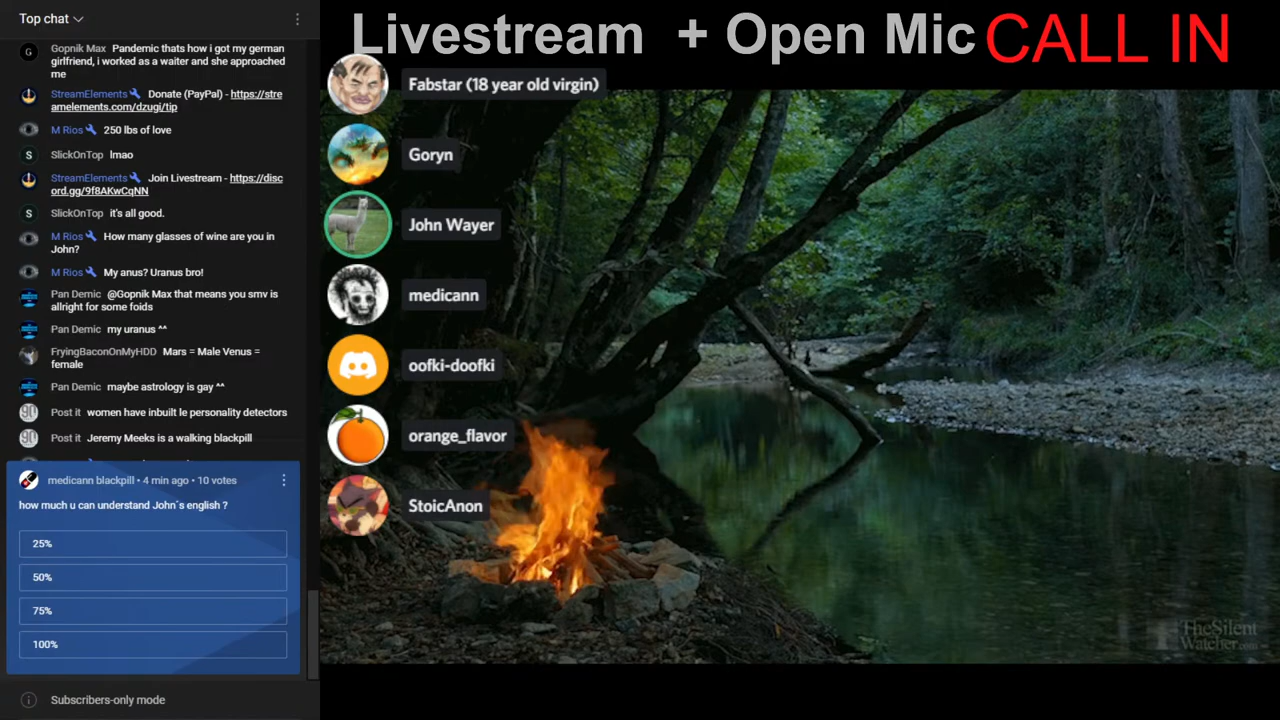 Top chat
Gopnik Max Pandemic thats how i got my german
girlfriend, i worked as a waiter and she approached
me
StreamElements Donate (PayPal) - https://stre
amelements.com/dzugi/tip
M Rios 250 lbs of love
SlickOnTop lmao
StreamElements Join Livestream - https://disc
ord.gg/9f8AKwCqNN
SlickOnTop it's all good.
M Rios How many glasses of wine are you in
John?
M Rios My anus? Uranus bro!
Pan Demic @Gopnik Max that means you smv is
allright for some foids
Pan Demic my uranus ^^
FryingBaconOnMyHDD Mars = Male Venus =
female
Pan Demic maybe astrology is gay ^^
Post it women have inbuilt le personality detectors
Post it Jeremy Meeks is a walking blackpill
medicann blackpill • 4 min ago • 10 votes
how much u can understand John`s english ?
25%
50%
75%
100%
Subscribers-only mode
Livestream + Open Mic CALL IN
Fabstar (18 year old virgin)
Goryn
John Wayer
medicann
oofki-doofki
orange_flavor
StoicAnon
TheSilent
Watcher.com